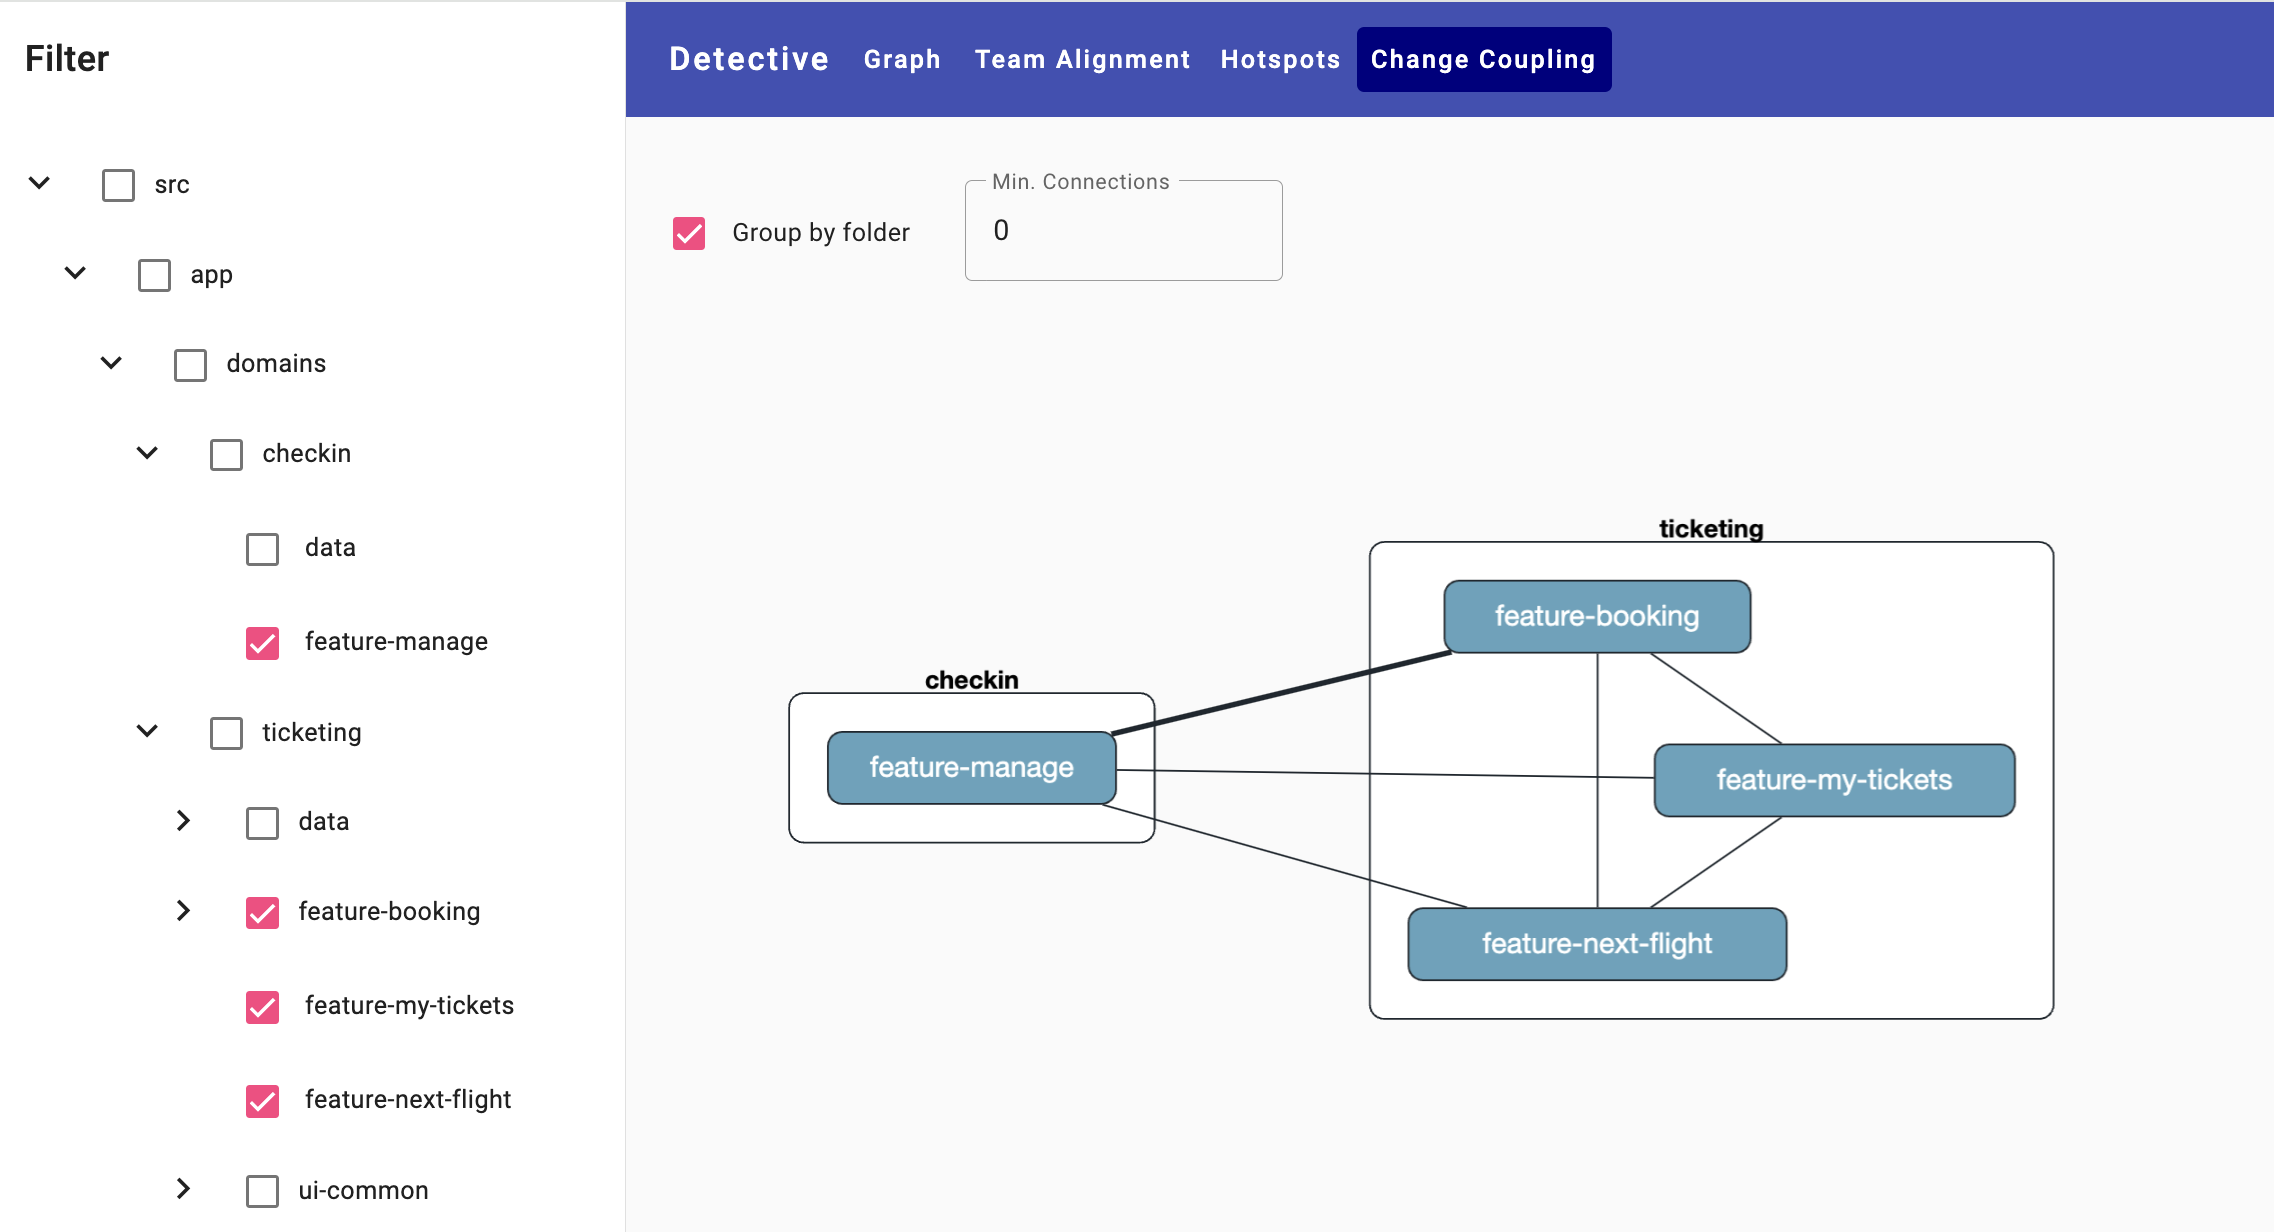 Filter
src
app
domains
checkin
data
feature-manage
ticketing
data
feature-booking
feature-my-tickets
feature-next-flight
ui-common
Detective Graph Team Alignment Hotspots Change Coupling
Group by folder
Min. Connections
0
checkin
feature-manage
ticketing
feature-booking
feature-my-tickets
feature-next-flight